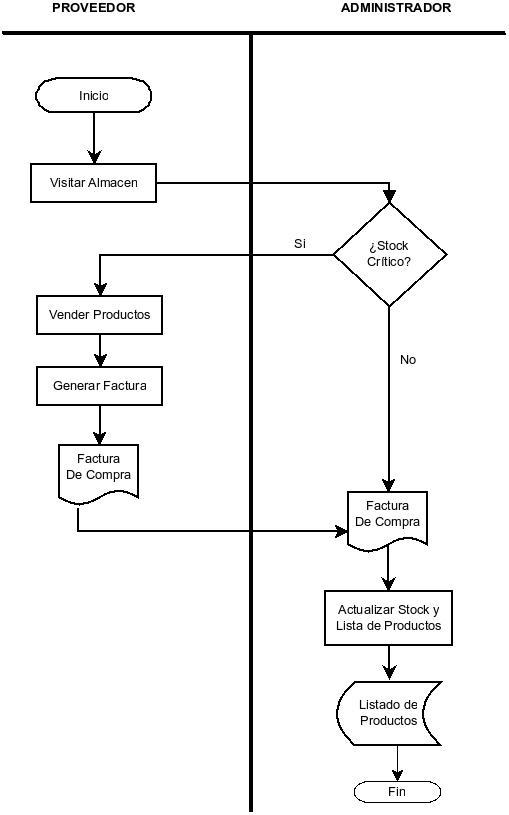 PROVEEDOR
ADMINISTRADOR
Inicio
Visitar Almacen
¿Stock
Crítico?
Si
Vender Productos
No
Generar Factura
Factura
De Compra
Factura
De Compra
Actualizar Stock y
Lista de Productos
Listado de
Productos
Fin